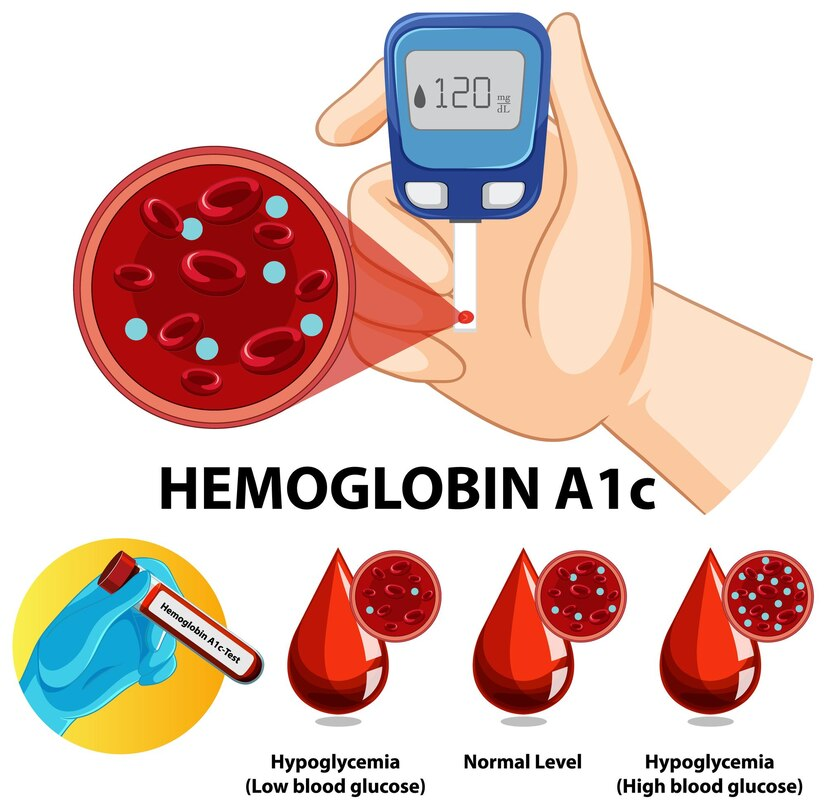 120 mg/dL
HEMOGLOBIN A1c
Hemoglobin A1c-Test
Hypoglycemia
(Low blood glucose)
Normal Level
Hypoglycemia
(High blood glucose)